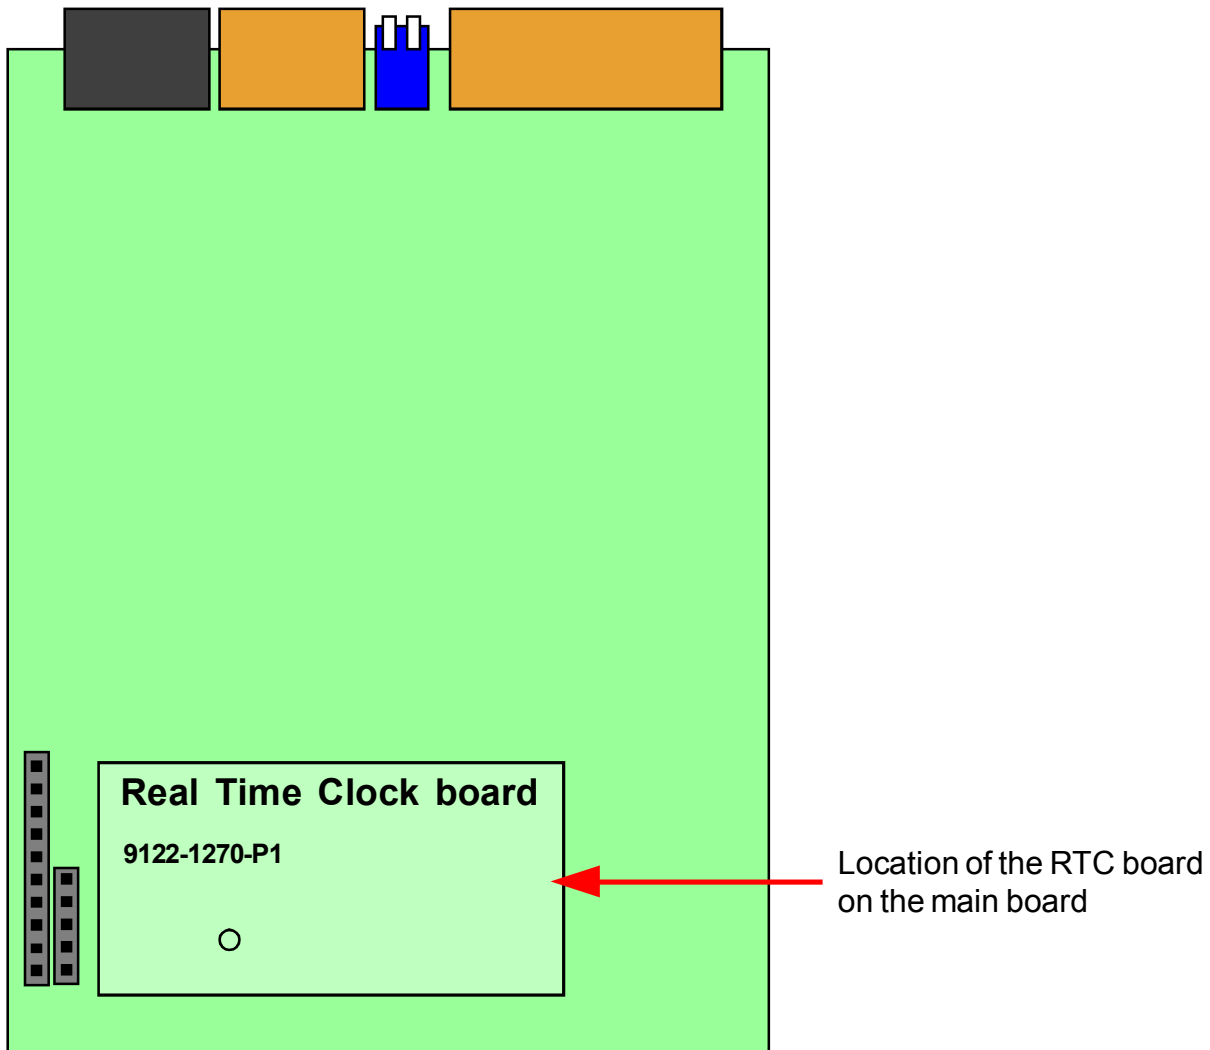 Real Time Clock board
9122-1270-P1
Location of the RTC board
on the main board